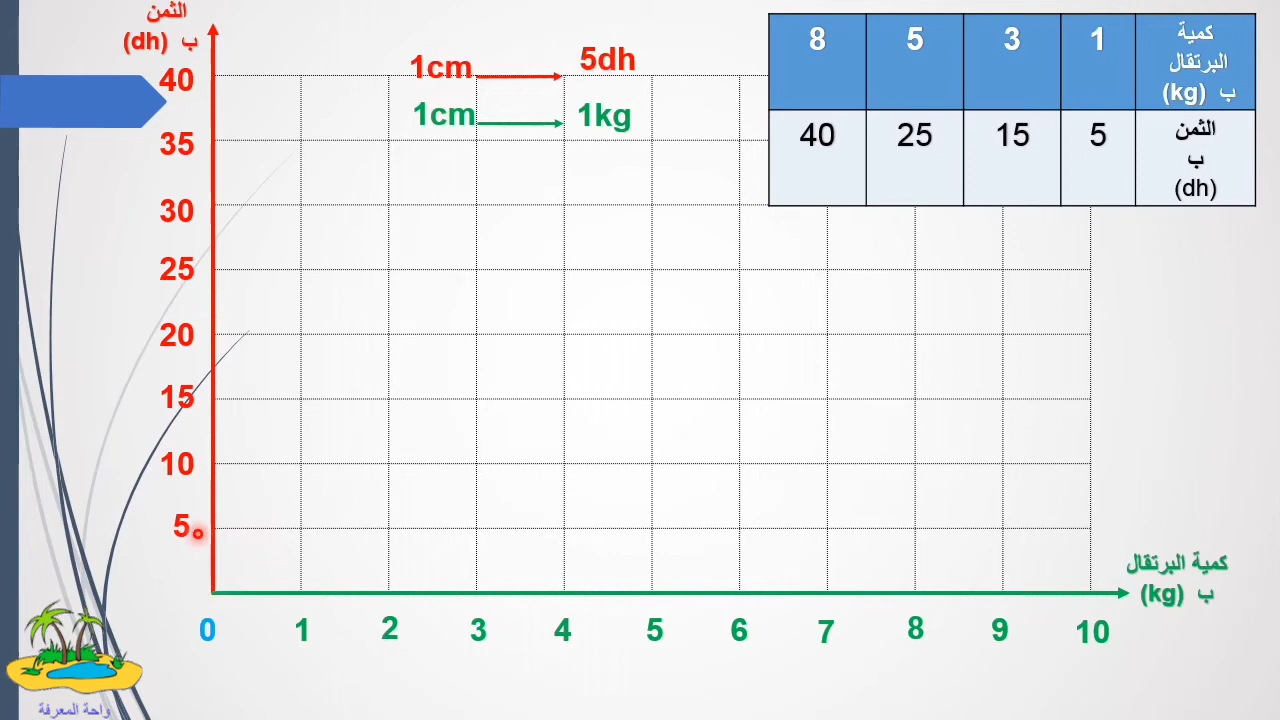 الثمن
ب (dh)
1cm → 5dh
1cm → 1kg
كمية البرتقال ب (kg) 1 3 5 8
الثمن ب (dh) 5 15 25 40
40
35
30
25
20
15
10
5
كمية البرتقال
ب (kg)
0 1 2 3 4 5 6 7 8 9 10
واحة المعرفة